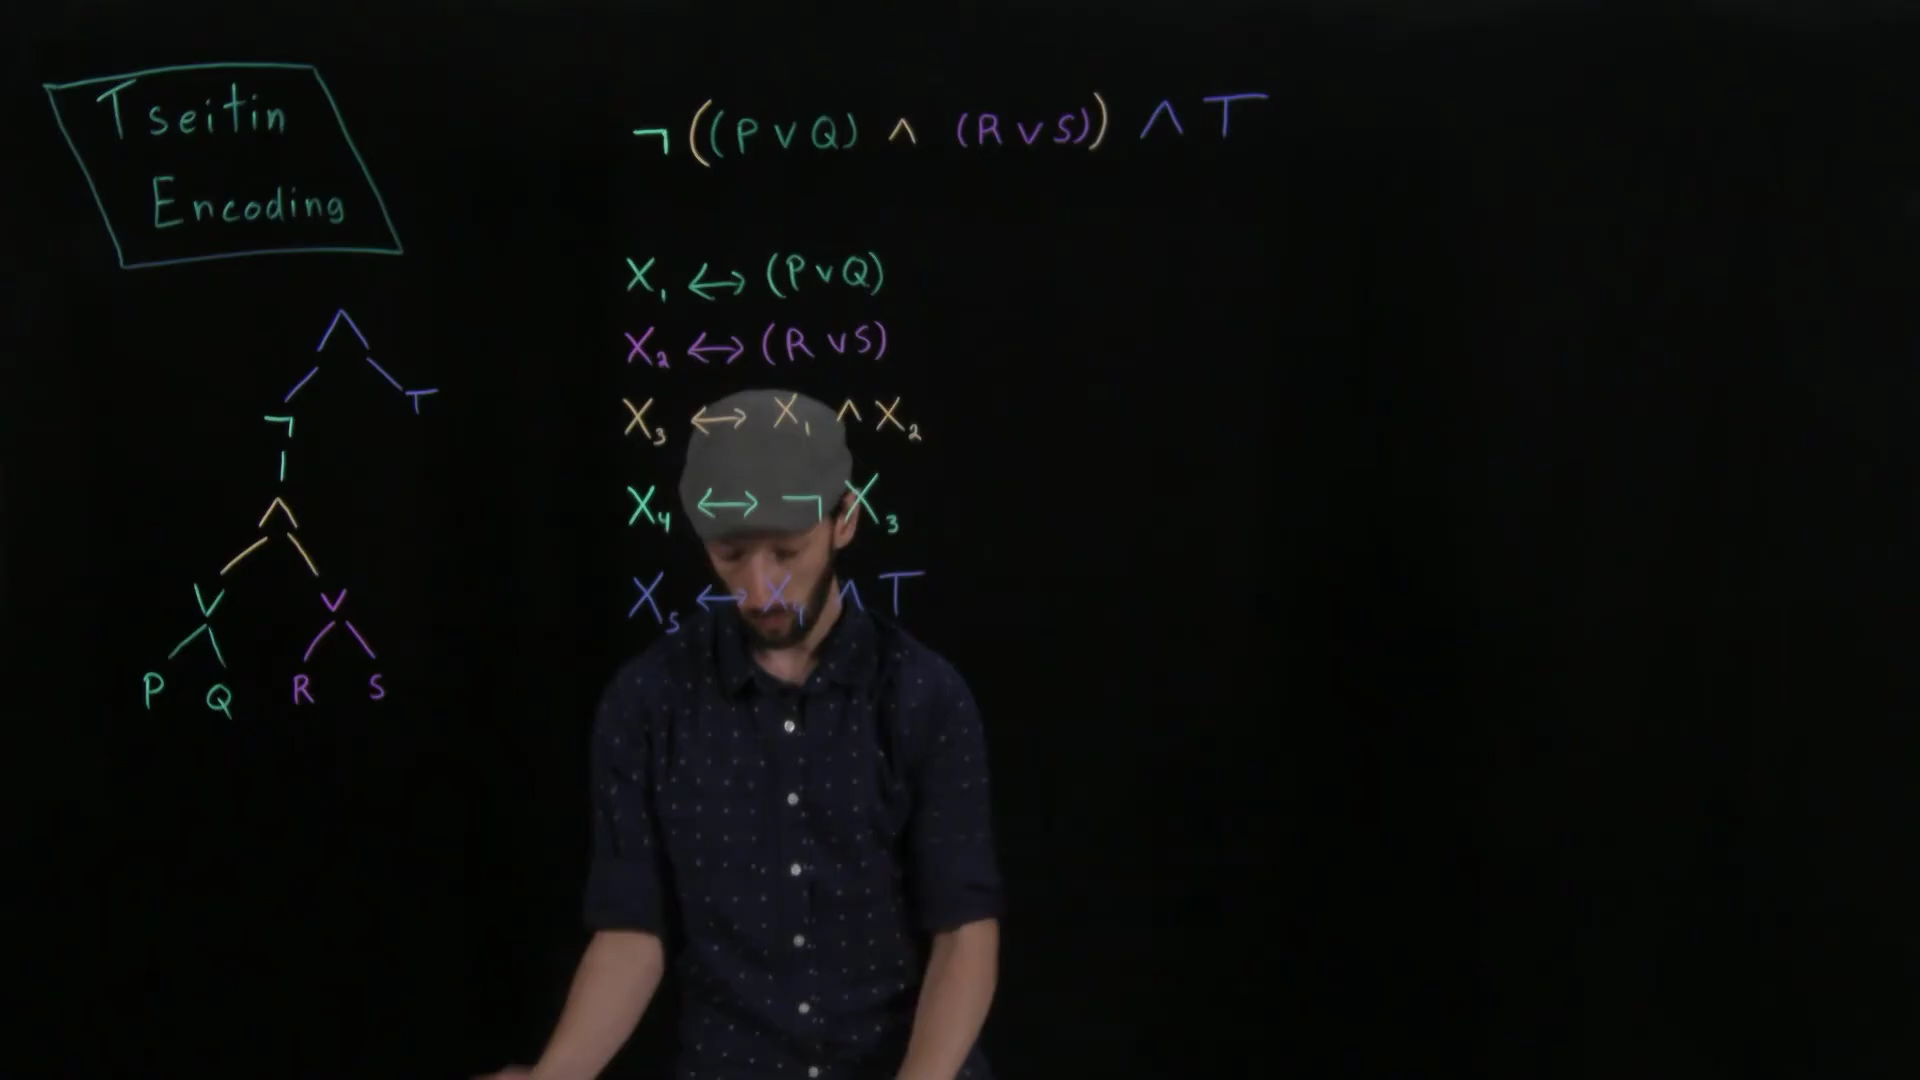 Tseitin
Encoding
¬((P∨Q) ∧ (R∨S)) ∧ T
X₁ ↔ (P∨Q)
X₂ ↔ (R∨S)
X₃ ↔ X₁ ∧ X₂
X₄ ↔ ¬X₃
X₅ ↔ X₄ ∧ T
∧
¬ T
∧
∨ ∨
P Q R S